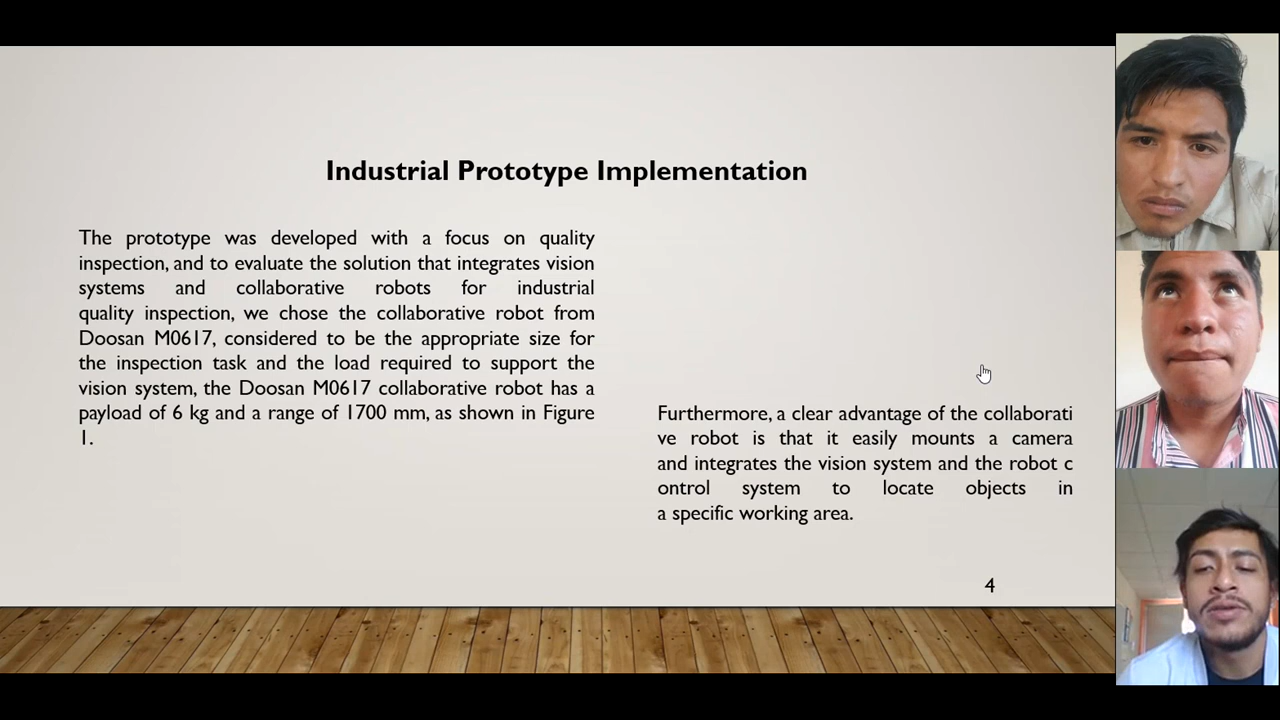 Industrial Prototype Implementation
The prototype was developed with a focus on quality
inspection, and to evaluate the solution that integrates vision
systems and collaborative robots for industrial
quality inspection, we chose the collaborative robot from
Doosan M0617, considered to be the appropriate size for
the inspection task and the load required to support the
vision system, the Doosan M0617 collaborative robot has a
payload of 6 kg and a range of 1700 mm, as shown in Figure
1.
Furthermore, a clear advantage of the collaborati
ve robot is that it easily mounts a camera
and integrates the vision system and the robot c
ontrol system to locate objects in
a specific working area.
4